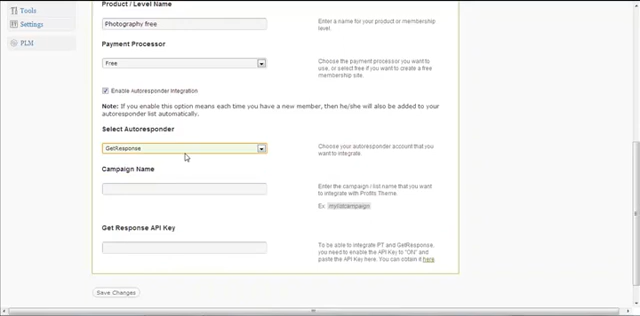 Tools
Settings
PLM
Product / Level Name
Photography free
Enter a name for your product or membership
level.
Payment Processor
Free
Choose the payment processor you want to
use, or select free if you want to create a free
membership site.
Enable Autoresponder Integration
Note: If you enable this option means each time you have a new member, then he/she will also be added to your
autoresponder list automatically.
Select Autoresponder
GetResponse
Choose your autoresponder account that you
want to integrate.
Campaign Name
Enter the campaign / list name that you want
to integrate with Profits Theme.
Ex: mylistcampaign
Get Response API Key
To be able to integrate PT and GetResponse,
you need to enable the API Key to "ON" and
paste the API Key here. You can obtain it here
Save Changes